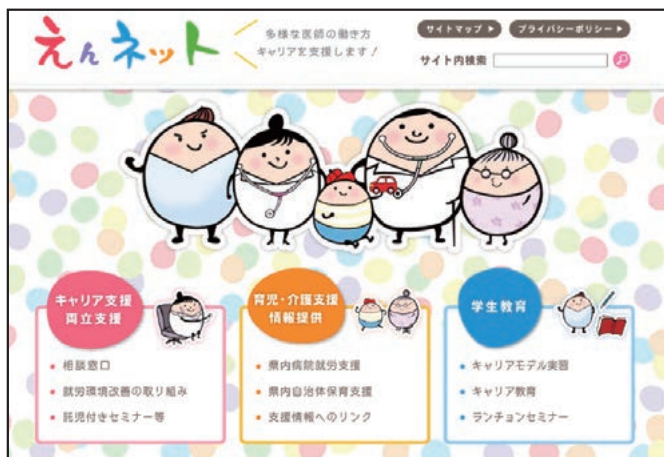 えんネット
多様な医師の働き方
キャリアを支援します！
サイトマップ ▶
プライバシーポリシー ▶
サイト内検索
キャリア支援
両立支援
• 相談窓口
• 就労環境改善の取り組み
• 託児付きセミナー等
育児・介護支援
情報提供
• 県内病院就労支援
• 県内自治体保育支援
• 支援情報へのリンク
学生教育
• キャリアモデル実習
• キャリア教育
• ランチョンセミナー